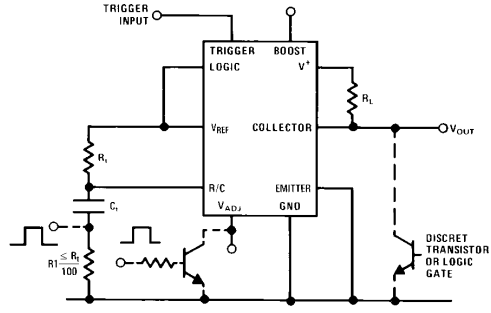 TRIGGER
INPUT
TRIGGER
BOOST
LOGIC
V+
RL
VREF
COLLECTOR
VOUT
Rt
R/C
EMITTER
Ct
VADJ
GND
R1 ≤ Rt
100
DISCRET
TRANSISTOR
OR LOGIC
GATE